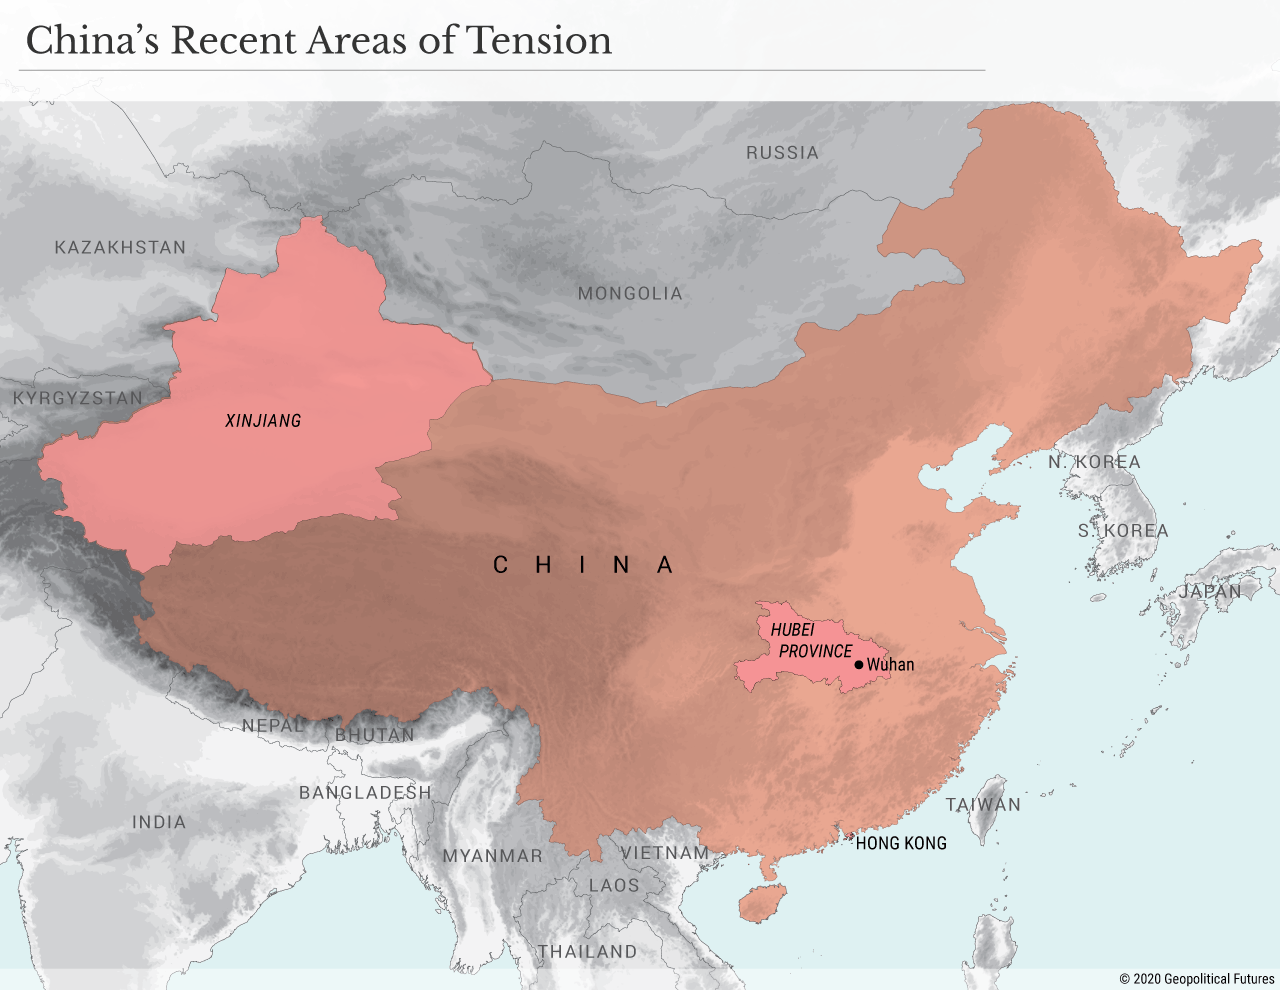 China’s Recent Areas of Tension
RUSSIA
KAZAKHSTAN
MONGOLIA
KYRGYZSTAN
XINJIANG
N. KOREA
S. KOREA
CHINA
JAPAN
HUBEI
PROVINCE
Wuhan
NEPAL
BHUTAN
BANGLADESH
TAIWAN
INDIA
HONG KONG
MYANMAR
VIETNAM
LAOS
THAILAND
© 2020 Geopolitical Futures